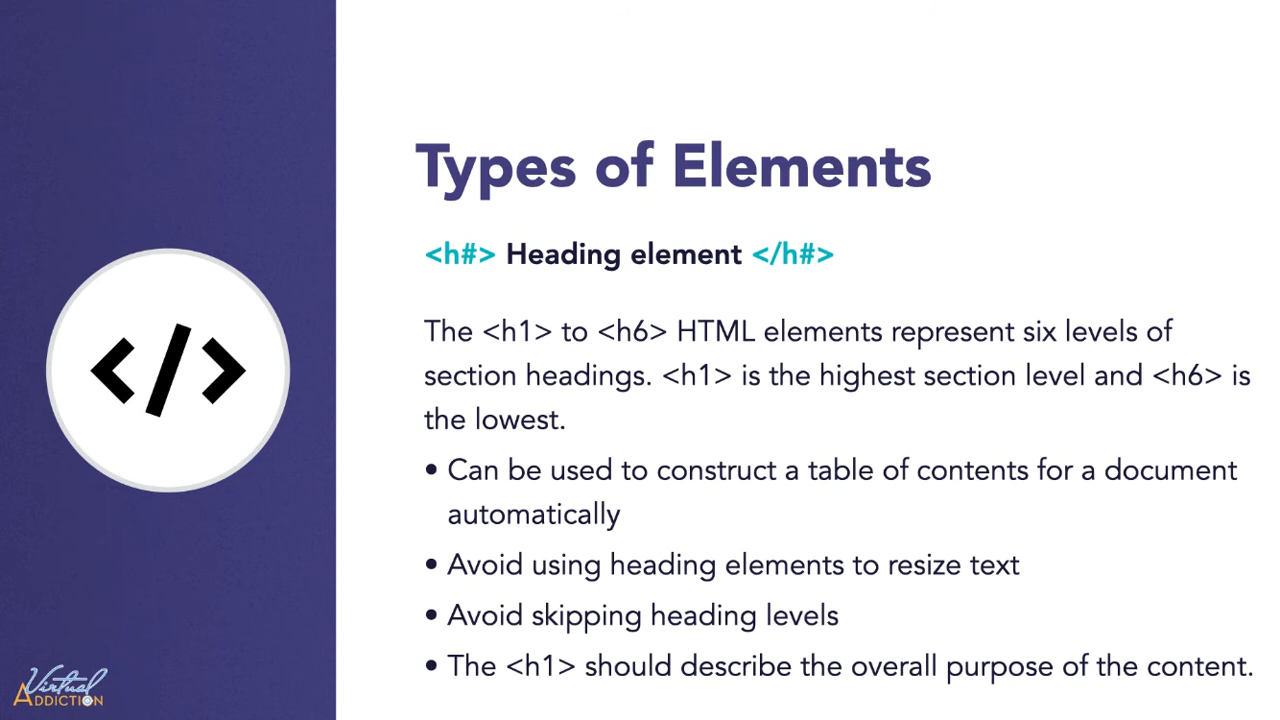 Types of Elements
<h#> Heading element </h#>
The <h1> to <h6> HTML elements represent six levels of
section headings. <h1> is the highest section level and <h6> is
the lowest.
• Can be used to construct a table of contents for a document
automatically
• Avoid using heading elements to resize text
• Avoid skipping heading levels
• The <h1> should describe the overall purpose of the content.
</>
Virtual
ADDICTION